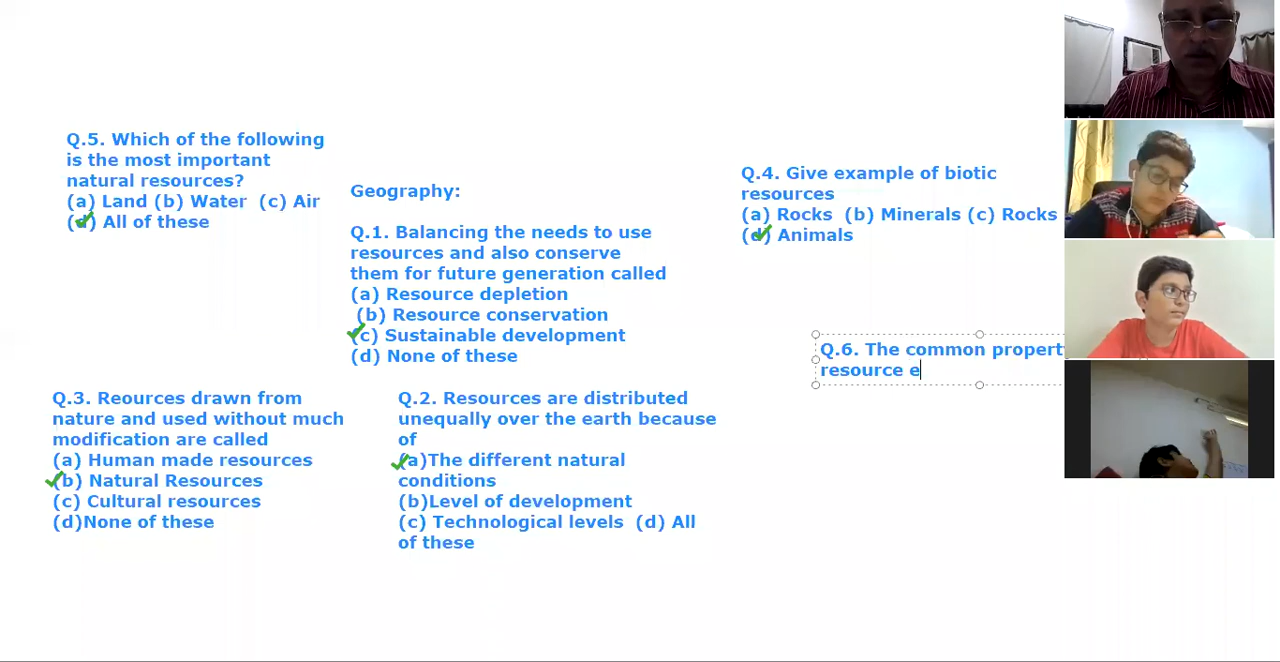 Q.5. Which of the following
is the most important
natural resources?
(a) Land (b) Water  (c) Air
(d) All of these
Geography:
Q.1. Balancing the needs to use
resources and also conserve
them for future generation called
(a) Resource depletion
(b) Resource conservation
(c) Sustainable development
(d) None of these
Q.4. Give example of biotic
resources
(a) Rocks  (b) Minerals (c) Rocks
(d) Animals
Q.6. The common propert
resource e
Q.3. Reources drawn from
nature and used without much
modification are called
(a) Human made resources
(b) Natural Resources
(c) Cultural resources
(d)None of these
Q.2. Resources are distributed
unequally over the earth because
of
(a)The different natural
conditions
(b)Level of development
(c) Technological levels  (d) All
of these